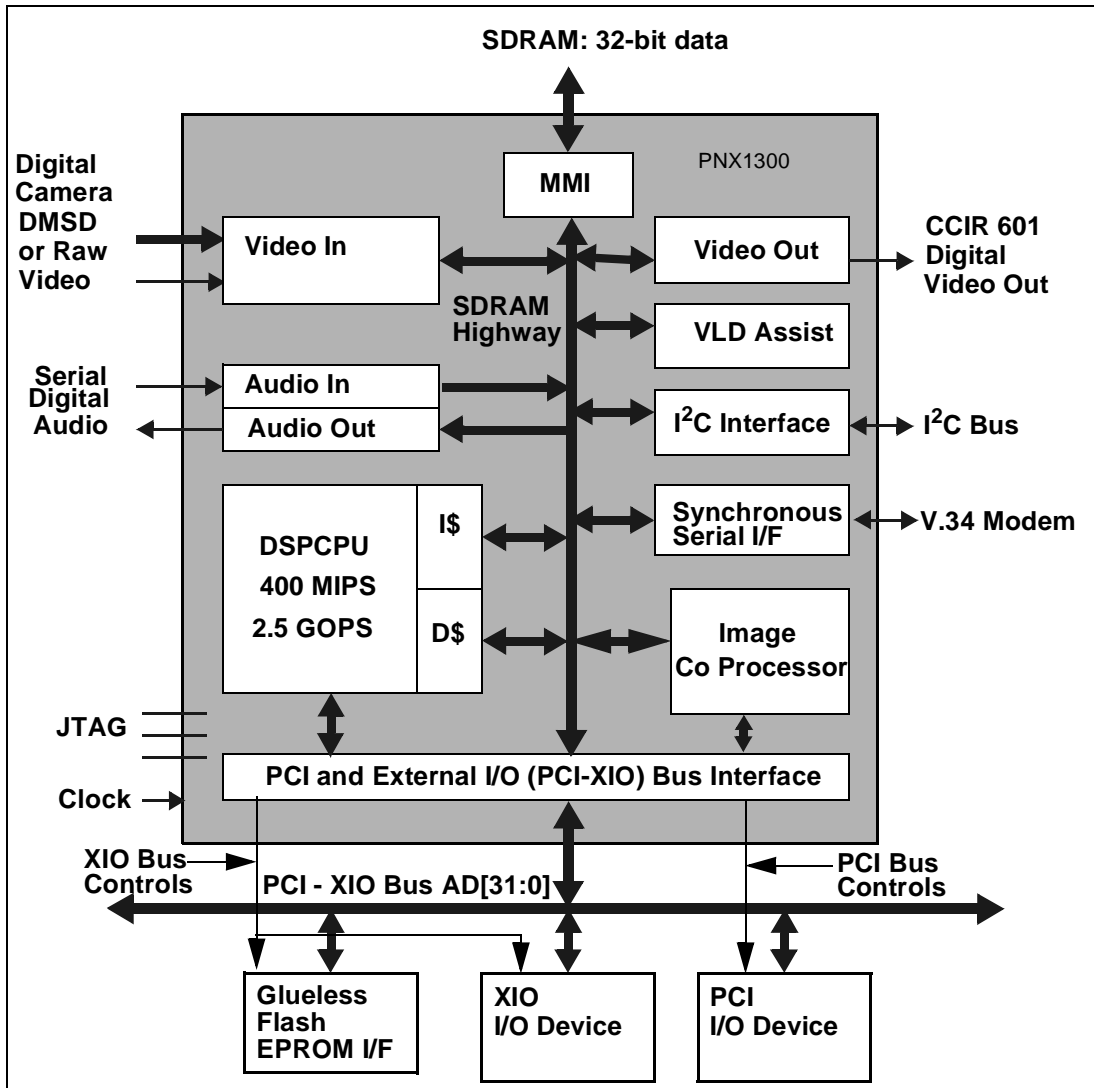 SDRAM: 32-bit data
PNX1300
MMI
Digital
Camera
DMSD
or Raw
Video
Video In
Video Out
CCIR 601
Digital
Video Out
SDRAM
Highway
VLD Assist
Serial
Digital
Audio
Audio In
Audio Out
I²C Interface
I²C Bus
DSPCPU
400 MIPS
2.5 GOPS
I$
D$
Synchronous
Serial I/F
V.34 Modem
Image
Co Processor
JTAG
PCI and External I/O (PCI-XIO) Bus Interface
Clock
XIO Bus
Controls
PCI - XIO Bus AD[31:0]
PCI Bus
Controls
Glueless
Flash
EPROM I/F
XIO
I/O Device
PCI
I/O Device